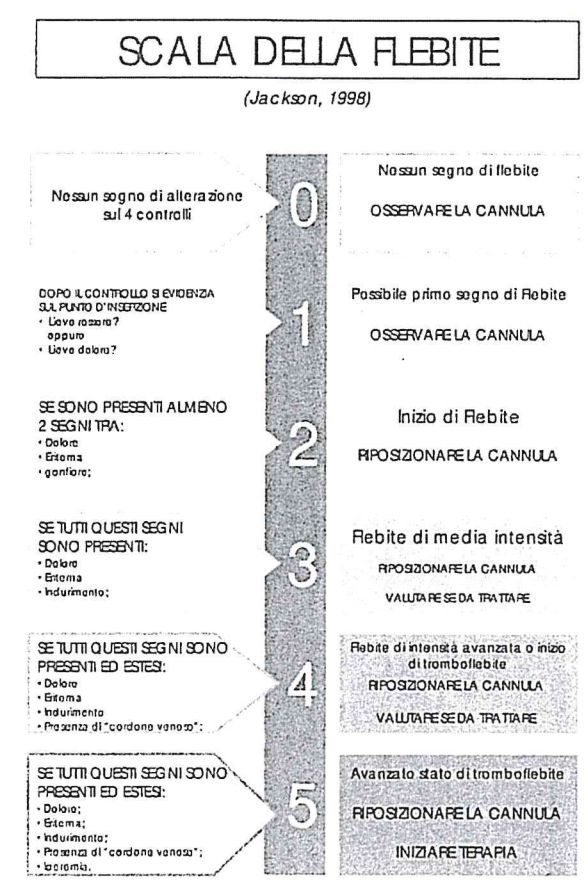 SCALA DELLA FLEBITE
(Jackson, 1998)
Nessun segno di alterazione
sul 4 controlli
0
Nessun segno di flebite
OSSERVARE LA CANNULA
DOPO IL CONTROLLO SI EVIDENZIA
SUL PUNTO D'INSERZIONE
• Lieve rossore?
oppure
• Lieve dolore?
1
Possibile primo segno di Flebite
OSSERVARE LA CANNULA
SE SONO PRESENTI ALMENO
2 SEGNI TRA:
• Dolore
• Eritema
• gonfiore;
2
Inizio di Flebite
RIPOSIZIONARE LA CANNULA
SE TUTTI QUESTI SEGNI
SONO PRESENTI:
• Dolore
• Eritema
• Indurimento;
3
Flebite di media intensità
RIPOSIZIONARE LA CANNULA
VALUTARE SE DA TRATTARE
SE TUTTI QUESTI SEGNI SONO
PRESENTI ED ESTESI:
• Dolore
• Eritema
• Indurimento
• Presenza di "cordone venoso";
4
Flebite di intensità avanzata o inizio
di tromboflebite
RIPOSIZIONARE LA CANNULA
VALUTARE SE DA TRATTARE
SE TUTTI QUESTI SEGNI SONO
PRESENTI ED ESTESI:
• Dolore;
• Eritema;
• Indurimento;
• Presenza di "cordone venoso";
5
Avanzato stato di tromboflebite
RIPOSIZIONARE LA CANNULA
INIZIARE TERAPIA